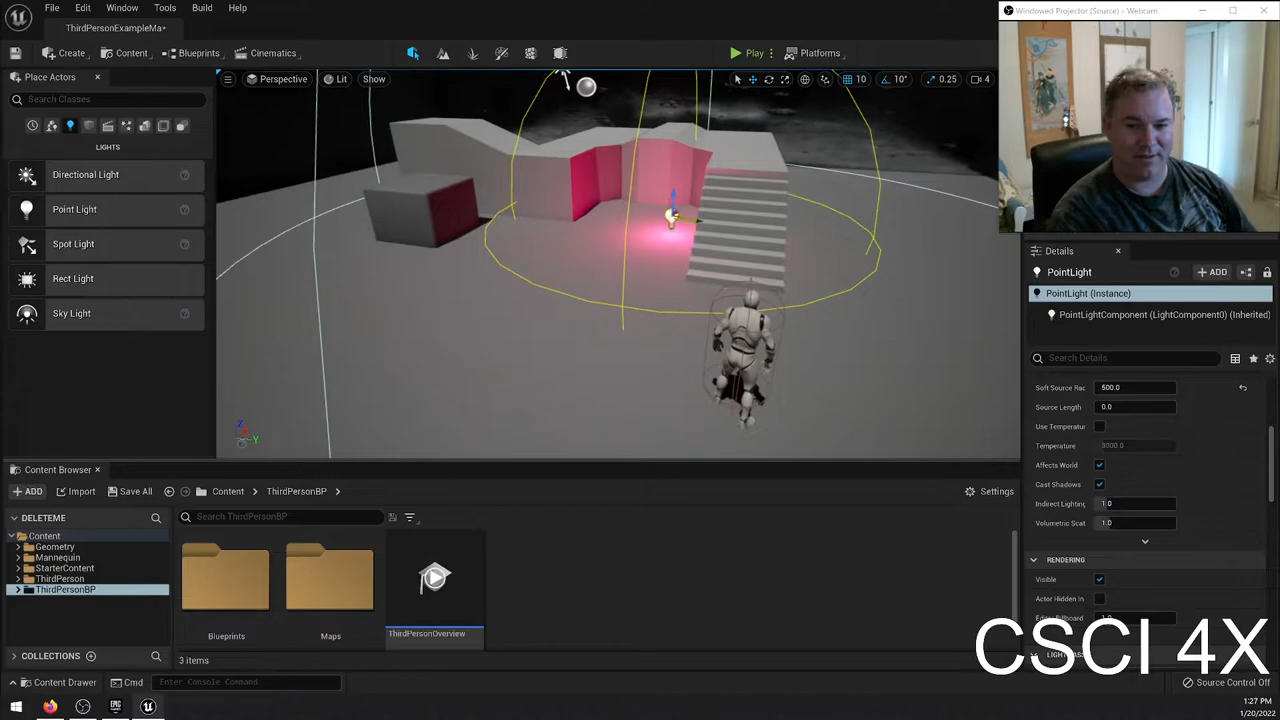 File Edit Window Tools Build Help
Windowed Projector (Source) - Webcam
ThirdPersonExampleMa*
Create Content Blueprints Cinematics Play Platforms
Place Actors
Perspective Lit Show 10 10° 0.25 4
Search Classes
LIGHTS
Directional Light
Point Light
Spot Light
Rect Light
Sky Light
Details
PointLight ADD
PointLight (Instance)
PointLightComponent (LightComponent0) (Inherited)
Search Details
Soft Source Rad 500.0
Source Length 0.0
Use Temperatur
Temperature 8000.0
Affects World
Cast Shadows
Indirect Lighting 1.0
Volumetric Scat 1.0
RENDERING
Visible
Actor Hidden In
Editor Billboard 1.0
Z
Y
Content Browser
ADD Import Save All Content ThirdPersonBP Settings
DELETEME
Search ThirdPersonBP
Content
Geometry
Mannequin
StarterContent
ThirdPerson
ThirdPersonBP
Blueprints Maps ThirdPersonOverview
COLLECTIONS
3 items
CSCI 4X
Content Drawer Cmd Enter Console Command Source Control Off
1:27 PM
1/20/2022